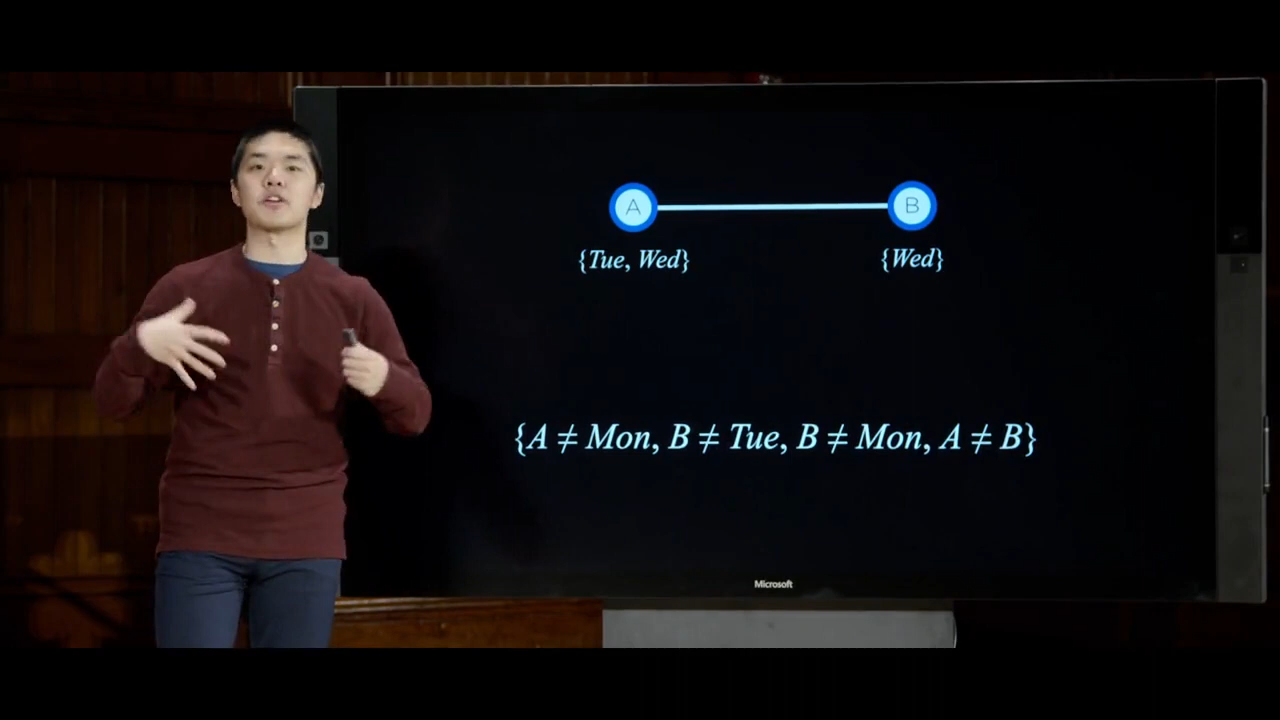 A B
{Tue, Wed} {Wed}
{A ≠ Mon, B ≠ Tue, B ≠ Mon, A ≠ B}
Microsoft